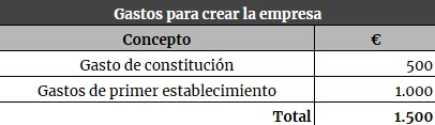 Gastos para crear la empresa
Concepto €
Gasto de constitución 500
Gastos de primer establecimiento 1.000
Total 1.500